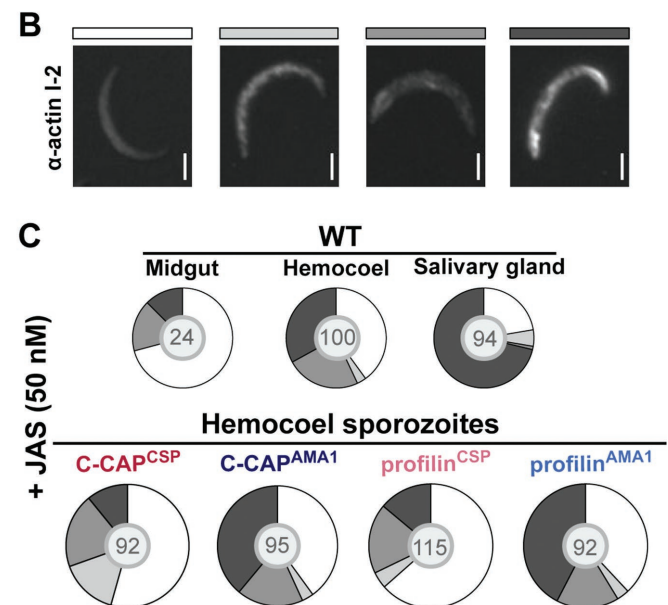 B
α-actin I-2
C
WT
Midgut Hemocoel Salivary gland
24 100 94
+ JAS (50 nM)
Hemocoel sporozoites
C-CAP^CSP C-CAP^AMA1 profilin^CSP profilin^AMA1
92 95 115 92